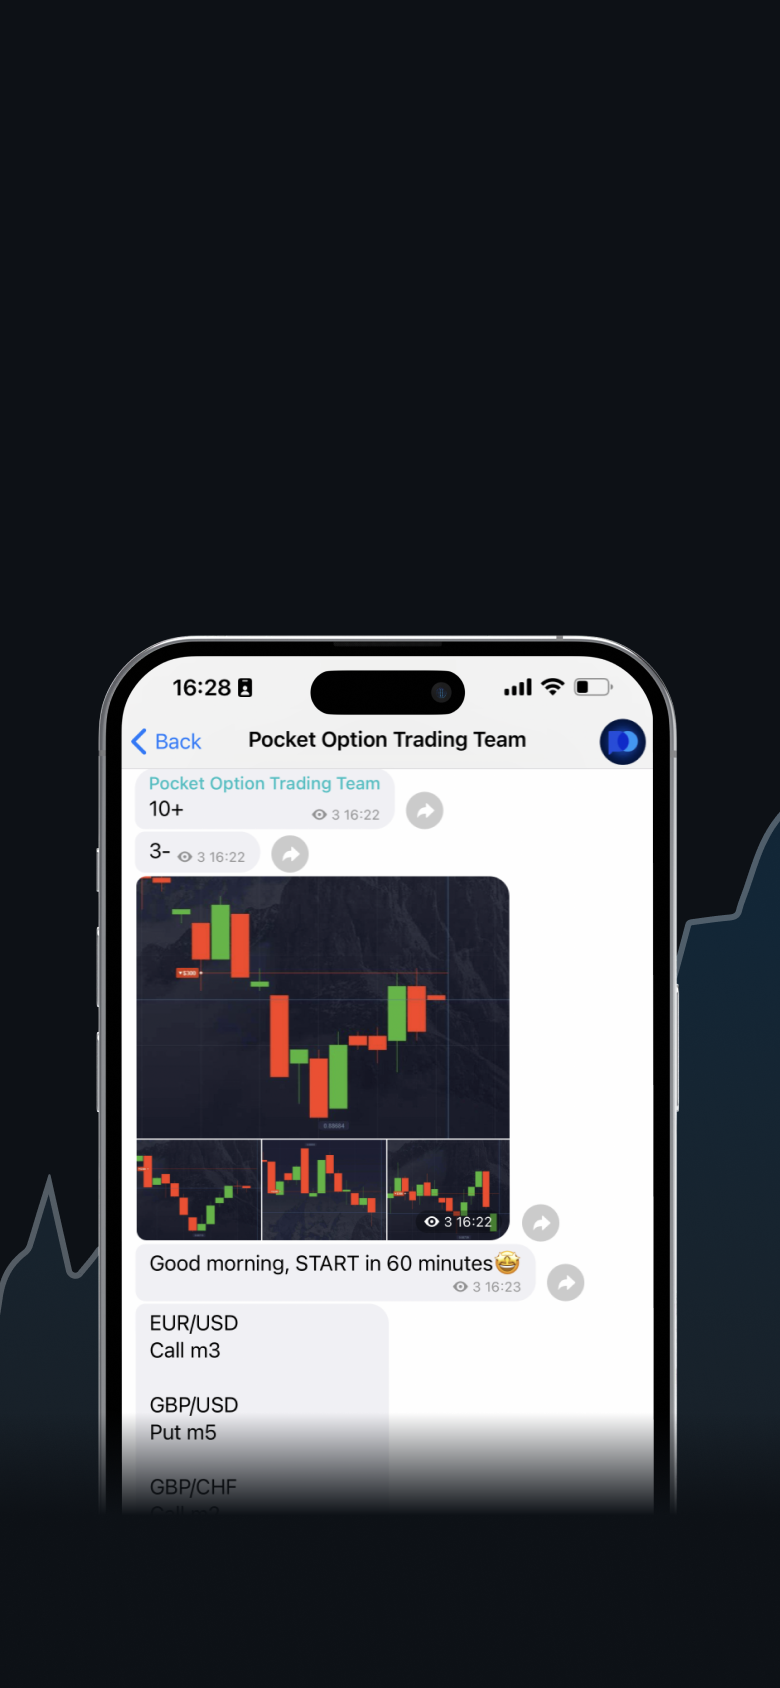 16:28
Back
Pocket Option Trading Team
Pocket Option Trading Team
10+
3 16:22
3- 3 16:22
3 16:22
Good morning, START in 60 minutes🤩
3 16:23
EUR/USD
Call m3
GBP/USD
Put m5
GBP/CHF